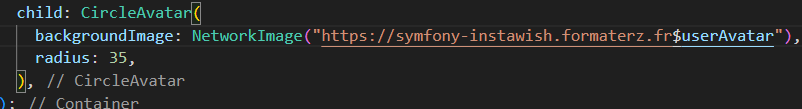 child: CircleAvatar(
backgroundImage: NetworkImage("https://symfony-instawish.formaterz.fr$userAvatar"),
radius: 35,
), // CircleAvatar
); // Container